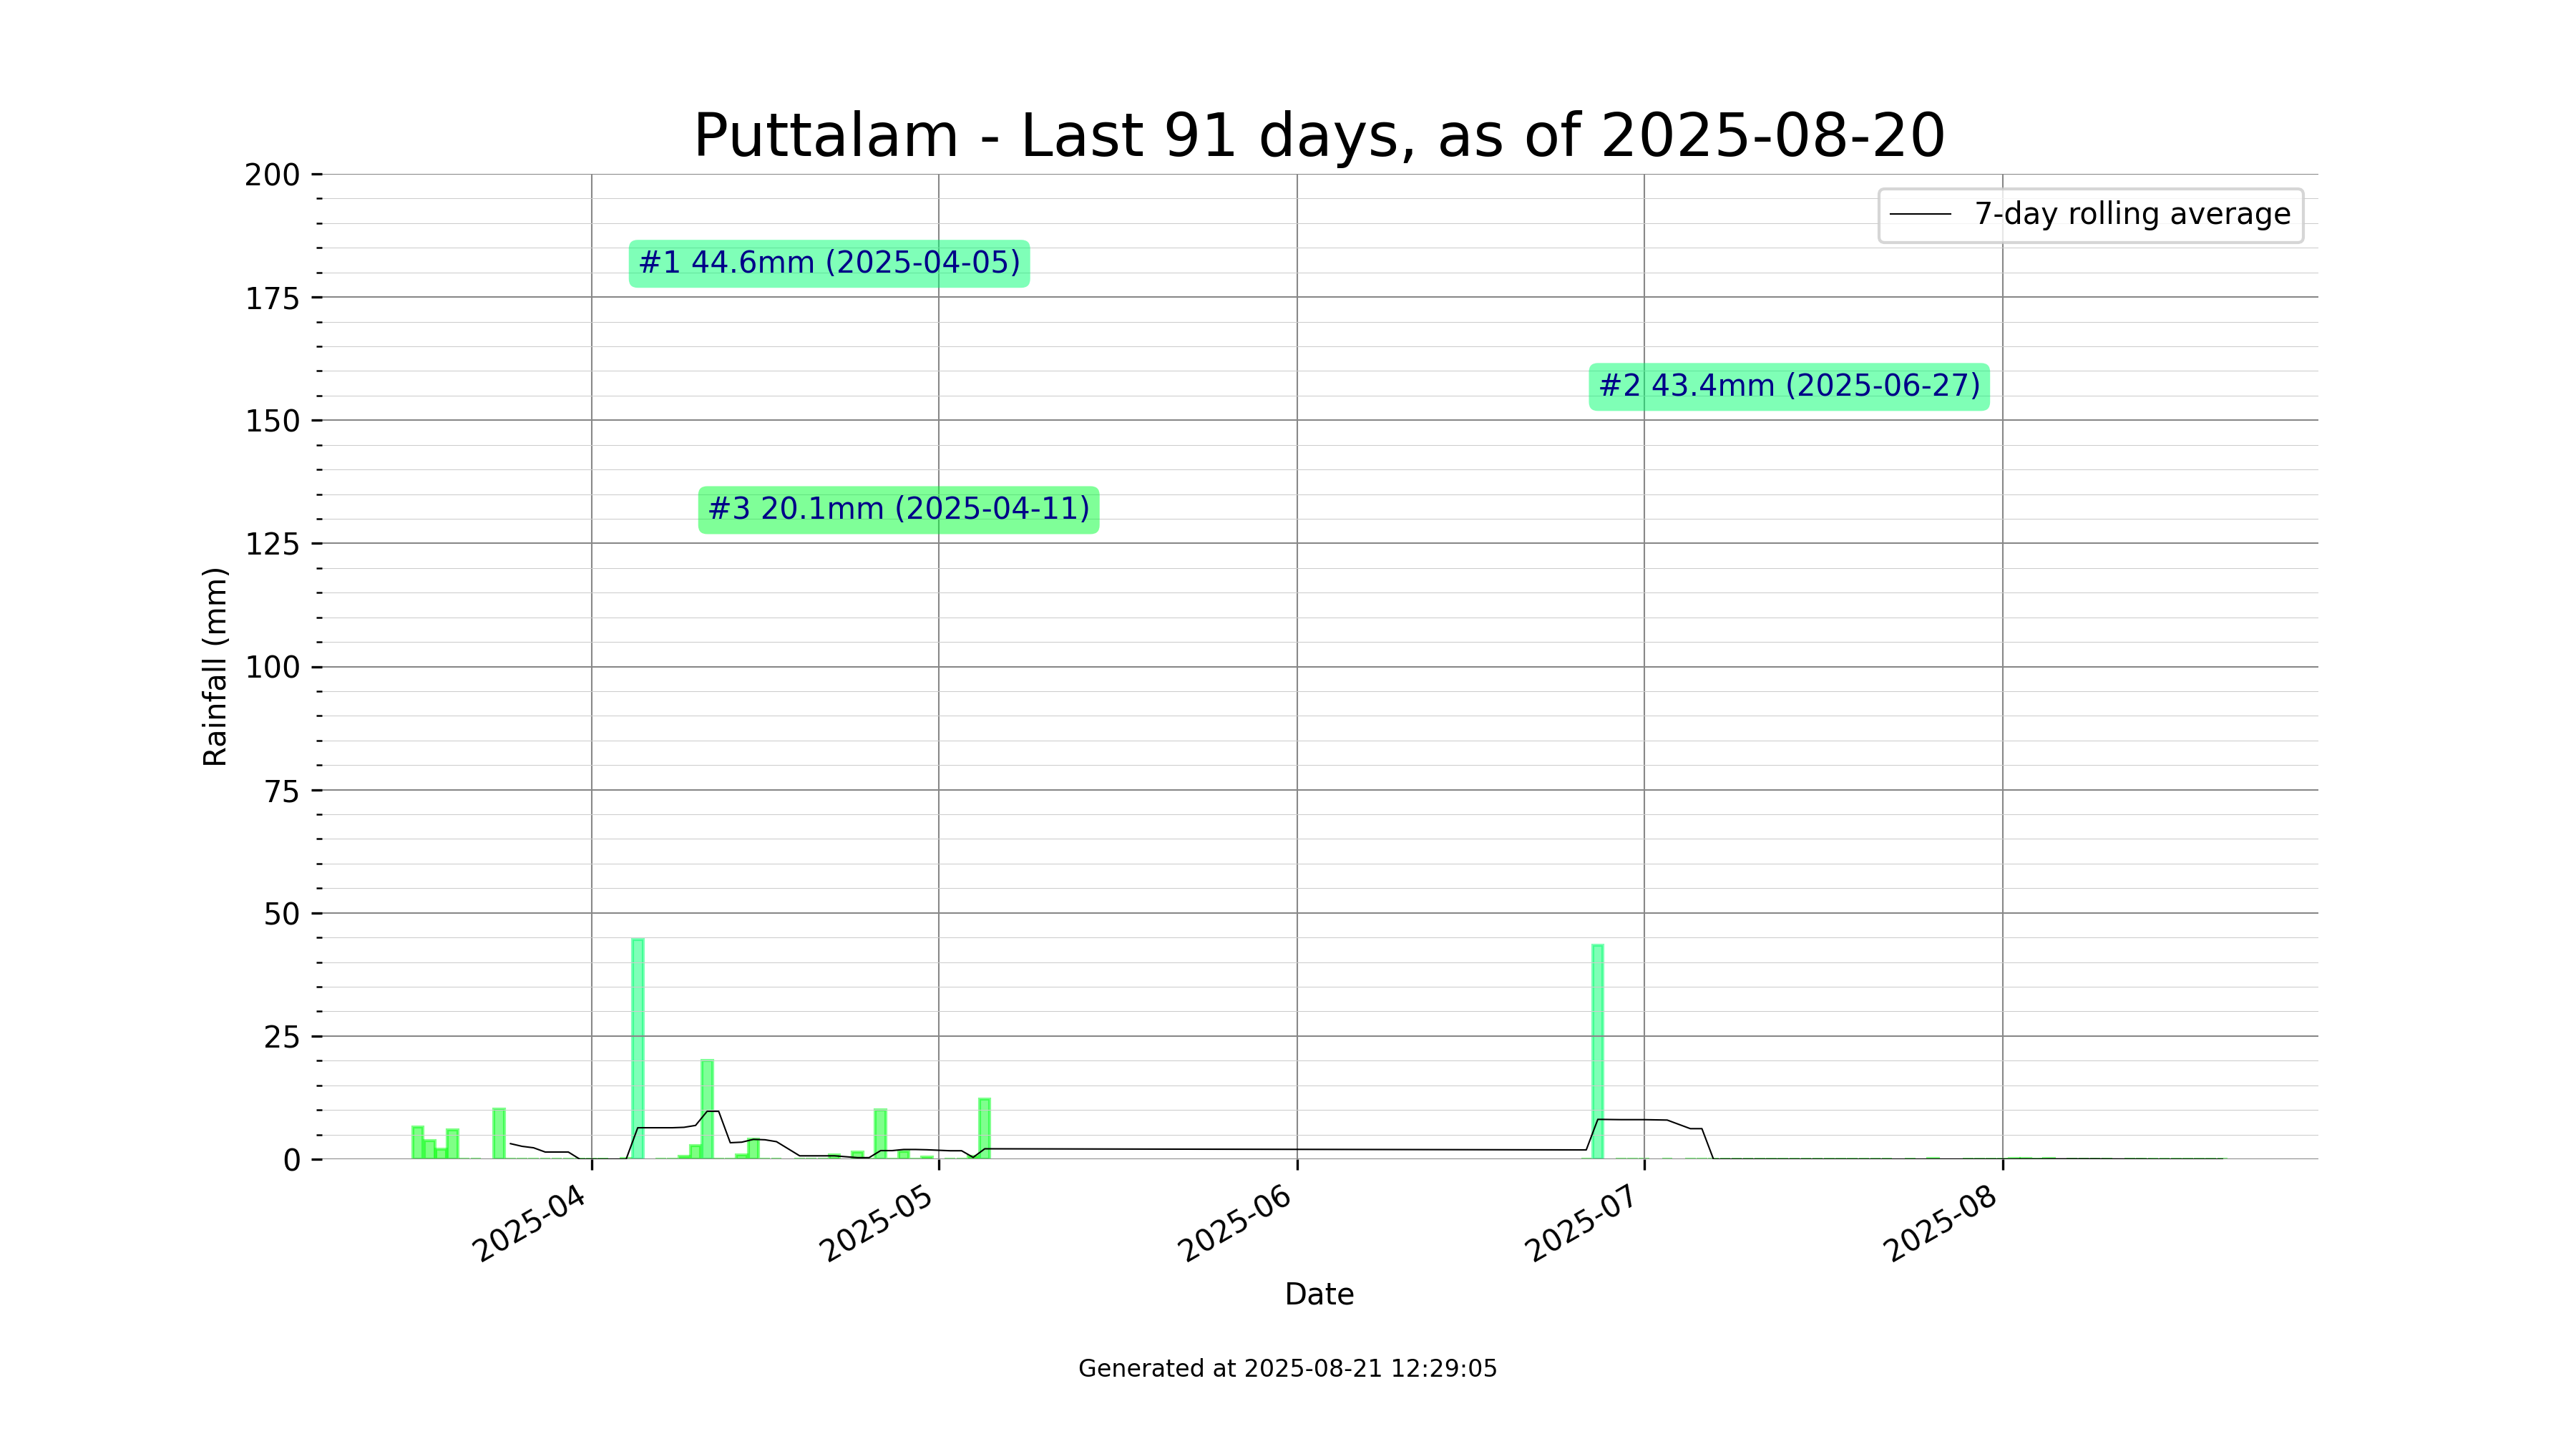 Puttalam - Last 91 days, as of 2025-08-20
200
175
150
125
100
75
50
25
0
Rainfall (mm)
7-day rolling average
#1 44.6mm (2025-04-05)
#2 43.4mm (2025-06-27)
#3 20.1mm (2025-04-11)
2025-04
2025-05
2025-06
2025-07
2025-08
Date
Generated at 2025-08-21 12:29:05